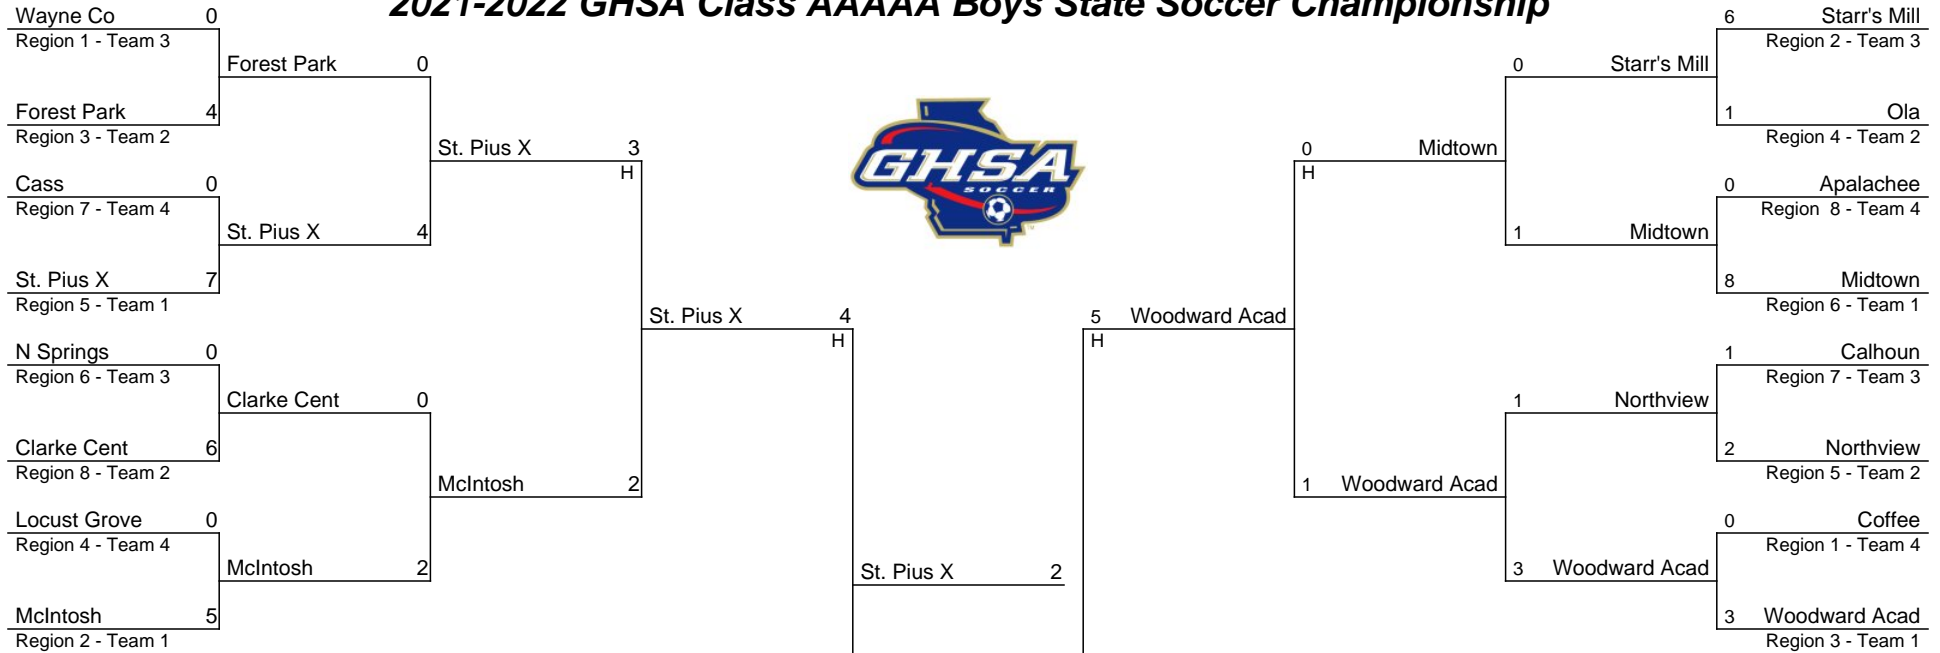 2021-2022 GHSA Class AAAAA Boys State Soccer Championship
Wayne Co 0
Region 1 - Team 3
Forest Park 0
Forest Park 4
Region 3 - Team 2
St. Pius X 3
H
Cass 0
Region 7 - Team 4
St. Pius X 4
St. Pius X 7
Region 5 - Team 1
St. Pius X 4
H
N Springs 0
Region 6 - Team 3
Clarke Cent 0
Clarke Cent 6
Region 8 - Team 2
McIntosh 2
Locust Grove 0
Region 4 - Team 4
McIntosh 2
McIntosh 5
Region 2 - Team 1
St. Pius X 2
GHSA
SOCCER
6 Starr's Mill
Region 2 - Team 3
0 Starr's Mill
1 Ola
Region 4 - Team 2
0 Midtown
H
0 Apalachee
Region  8 - Team 4
1 Midtown
8 Midtown
Region 6 - Team 1
5 Woodward Acad
H
1 Calhoun
Region 7 - Team 3
1 Northview
2 Northview
Region 5 - Team 2
1 Woodward Acad
0 Coffee
Region 1 - Team 4
3 Woodward Acad
3 Woodward Acad
Region 3 - Team 1